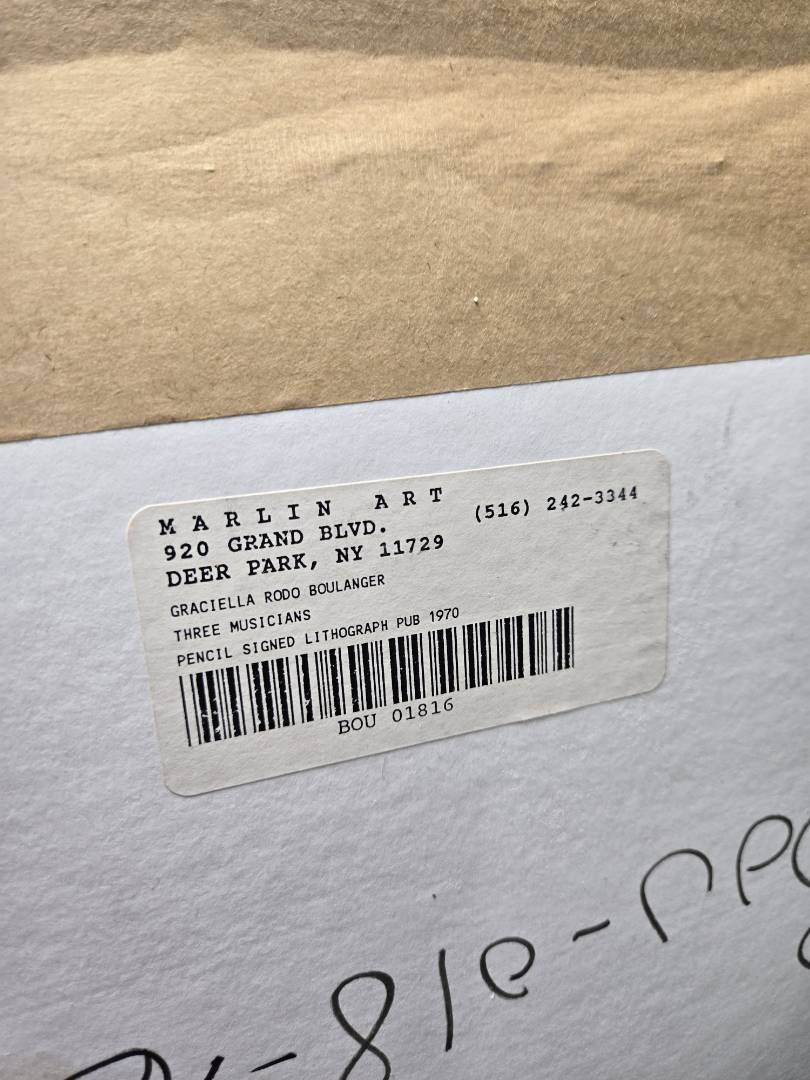 MARLIN ART (516) 242-3344
920 GRAND BLVD.
DEER PARK, NY 11729
GRACIELLA RODO BOULANGER
THREE MUSICIANS
PENCIL SIGNED LITHOGRAPH PUB 1970
BOU 01816